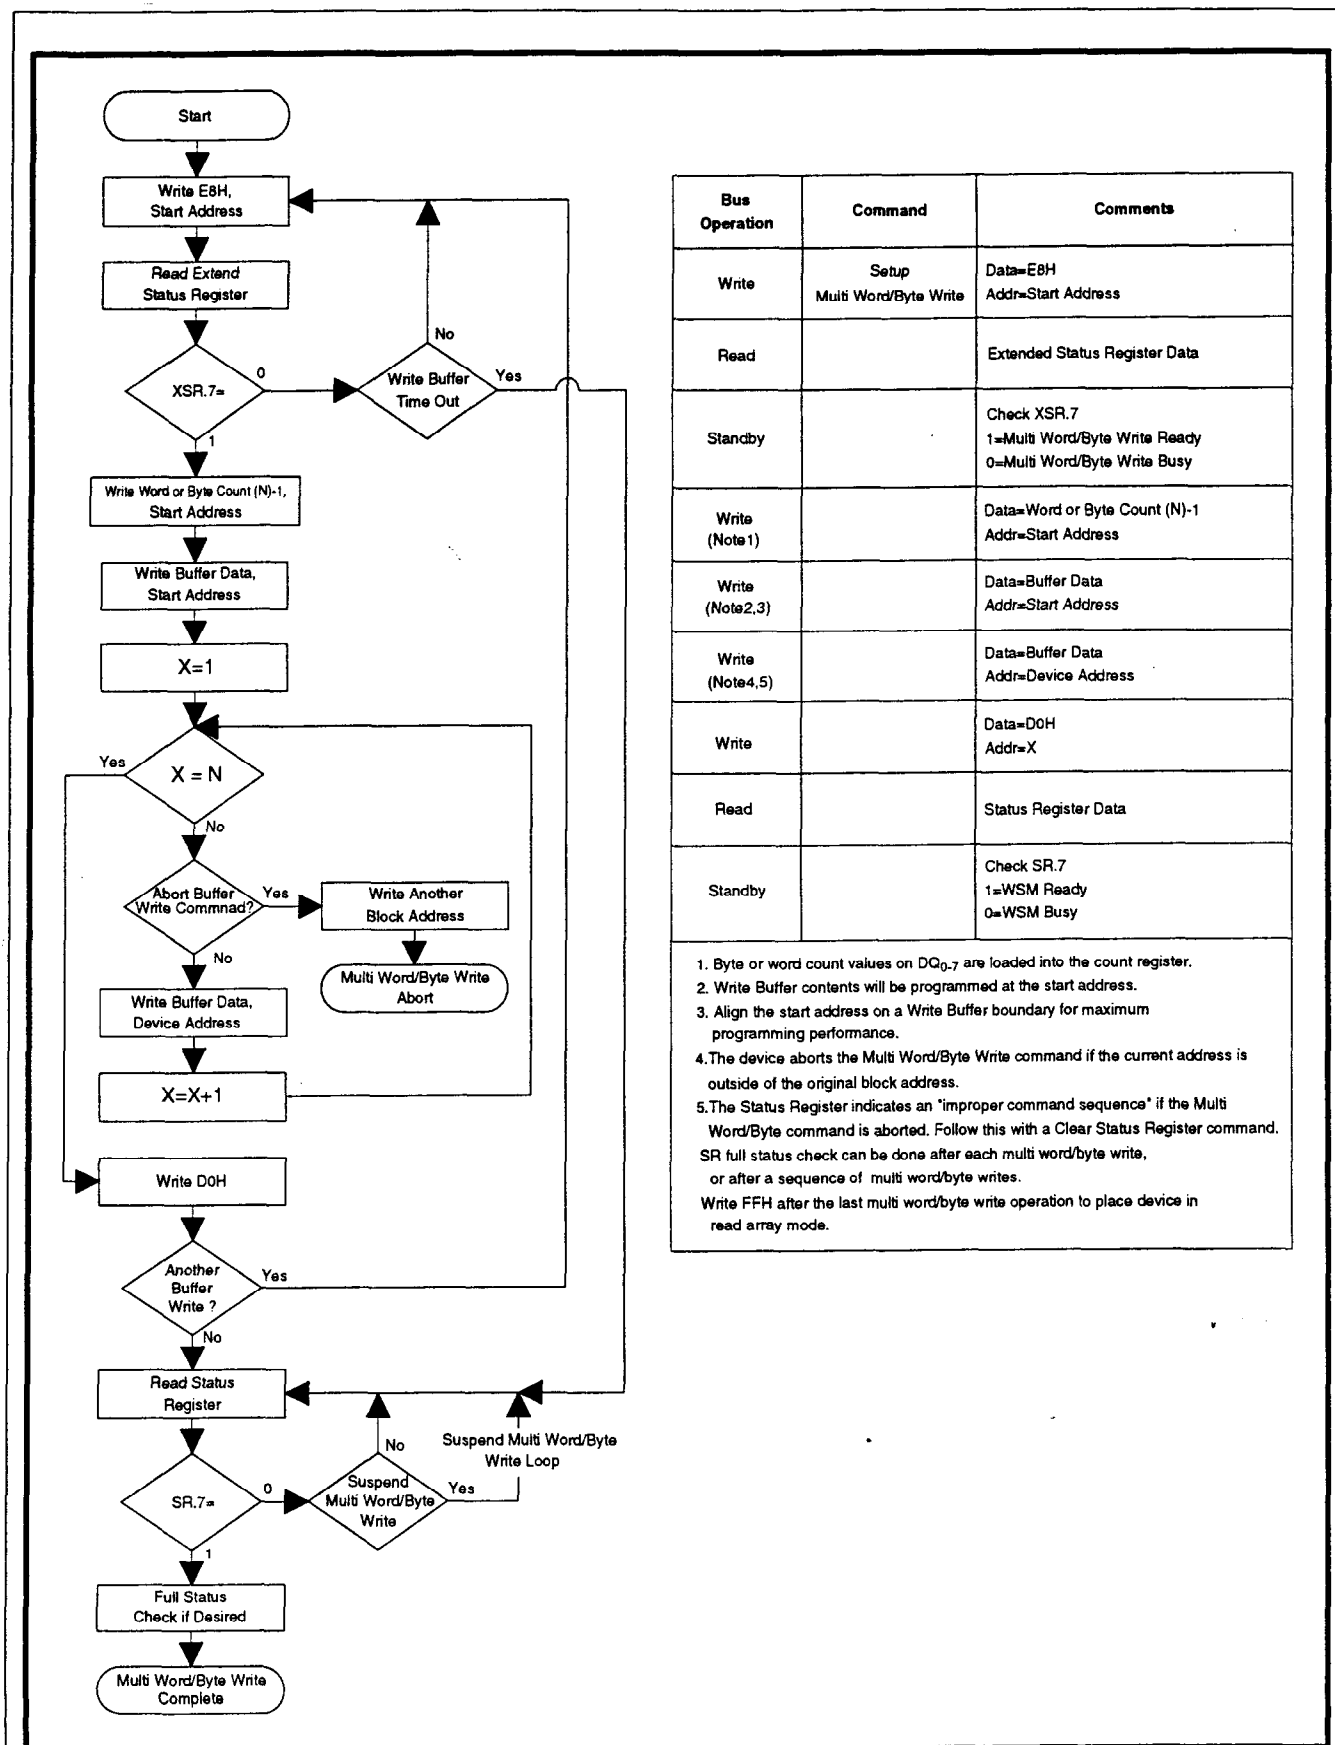 Start
Write E8H,
Start Address
Read Extend
Status Register
XSR.7=
0
1
Write Buffer
Time Out
No
Yes
Write Word or Byte Count (N)-1,
Start Address
Write Buffer Data,
Start Address
X=1
X = N
Yes
No
Abort Buffer
Write Commnad?
Yes
No
Write Another
Block Address
Multi Word/Byte Write
Abort
Write Buffer Data,
Device Address
X=X+1
Write D0H
Another
Buffer
Write ?
Yes
No
Read Status
Register
SR.7=
0
1
Suspend
Multi Word/Byte
Write
No
Yes
Suspend Multi Word/Byte
Write Loop
Full Status
Check if Desired
Multi Word/Byte Write
Complete
Bus
Operation
Command
Comments
Write
Setup
Multi Word/Byte Write
Data=E8H
Addr=Start Address
Read
Extended Status Register Data
Standby
Check XSR.7
1=Multi Word/Byte Write Ready
0=Multi Word/Byte Write Busy
Write
(Note1)
Data=Word or Byte Count (N)-1
Addr=Start Address
Write
(Note2,3)
Data=Buffer Data
Addr=Start Address
Write
(Note4,5)
Data=Buffer Data
Addr=Device Address
Write
Data=D0H
Addr=X
Read
Status Register Data
Standby
Check SR.7
1=WSM Ready
0=WSM Busy
1. Byte or word count values on DQ0-7 are loaded into the count register.
2. Write Buffer contents will be programmed at the start address.
3. Align the start address on a Write Buffer boundary for maximum
programming performance.
4.The device aborts the Multi Word/Byte Write command if the current address is
outside of the original block address.
5.The Status Register indicates an "improper command sequence" if the Multi
Word/Byte command is aborted. Follow this with a Clear Status Register command.
SR full status check can be done after each multi word/byte write,
or after a sequence of multi word/byte writes.
Write FFH after the last multi word/byte write operation to place device in
read array mode.